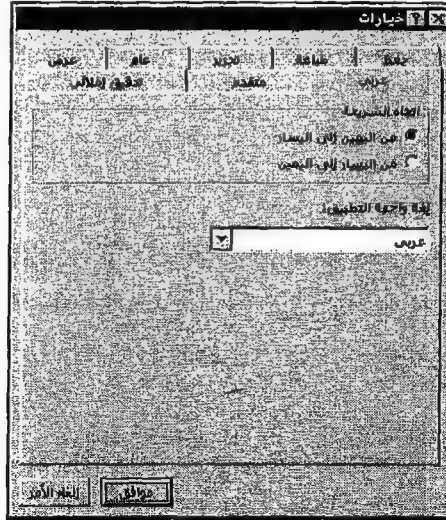 خيارات
حفظ طباعة تحرير عام عرض
عربي متقدم تدقيق إملائي
اتجاه الشريحة
من اليمين إلى اليسار
من اليسار إلى اليمين
لغة واجهة التطبيق:
عربي
موافق إلغاء الأمر